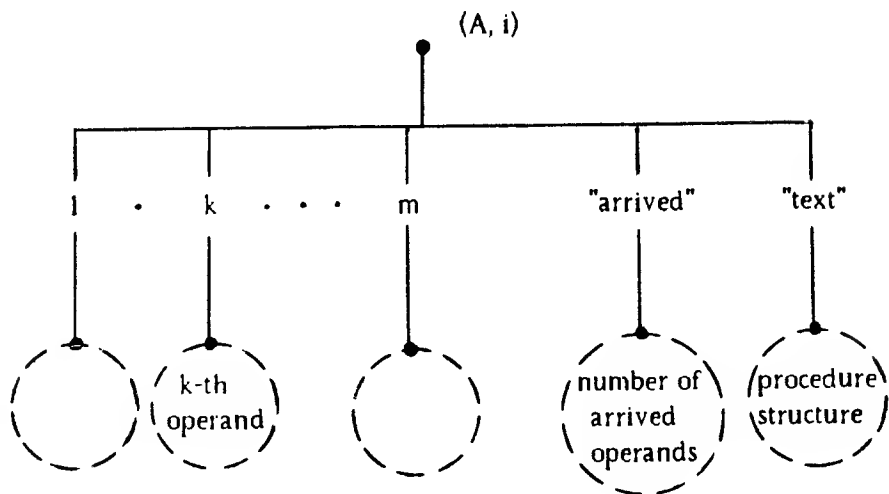 (A, i)
1 . k . . . m "arrived" "text"
k-th
operand
number of
arrived
operands
procedure
structure